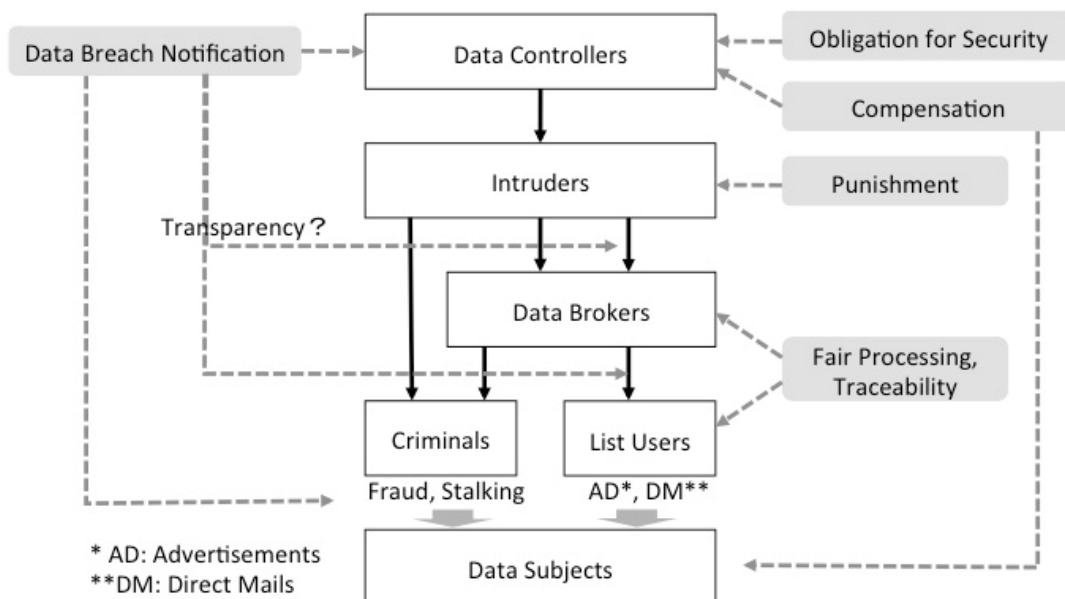 Data Breach Notification
Data Controllers
Obligation for Security
Compensation
Intruders
Punishment
Transparency？
Data Brokers
Fair Processing,
Traceability
Criminals
List Users
Fraud, Stalking
AD*, DM**
* AD: Advertisements
**DM: Direct Mails
Data Subjects